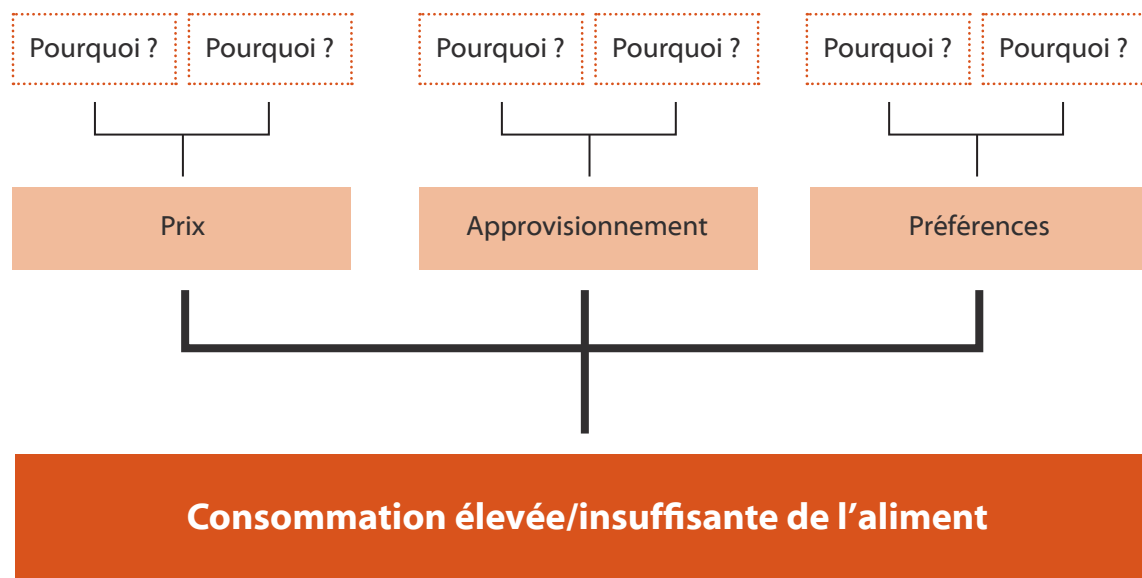 Pourquoi ? Pourquoi ? Pourquoi ? Pourquoi ? Pourquoi ? Pourquoi ?
Prix Approvisionnement Préférences
Consommation élevée/insuffisante de l’aliment